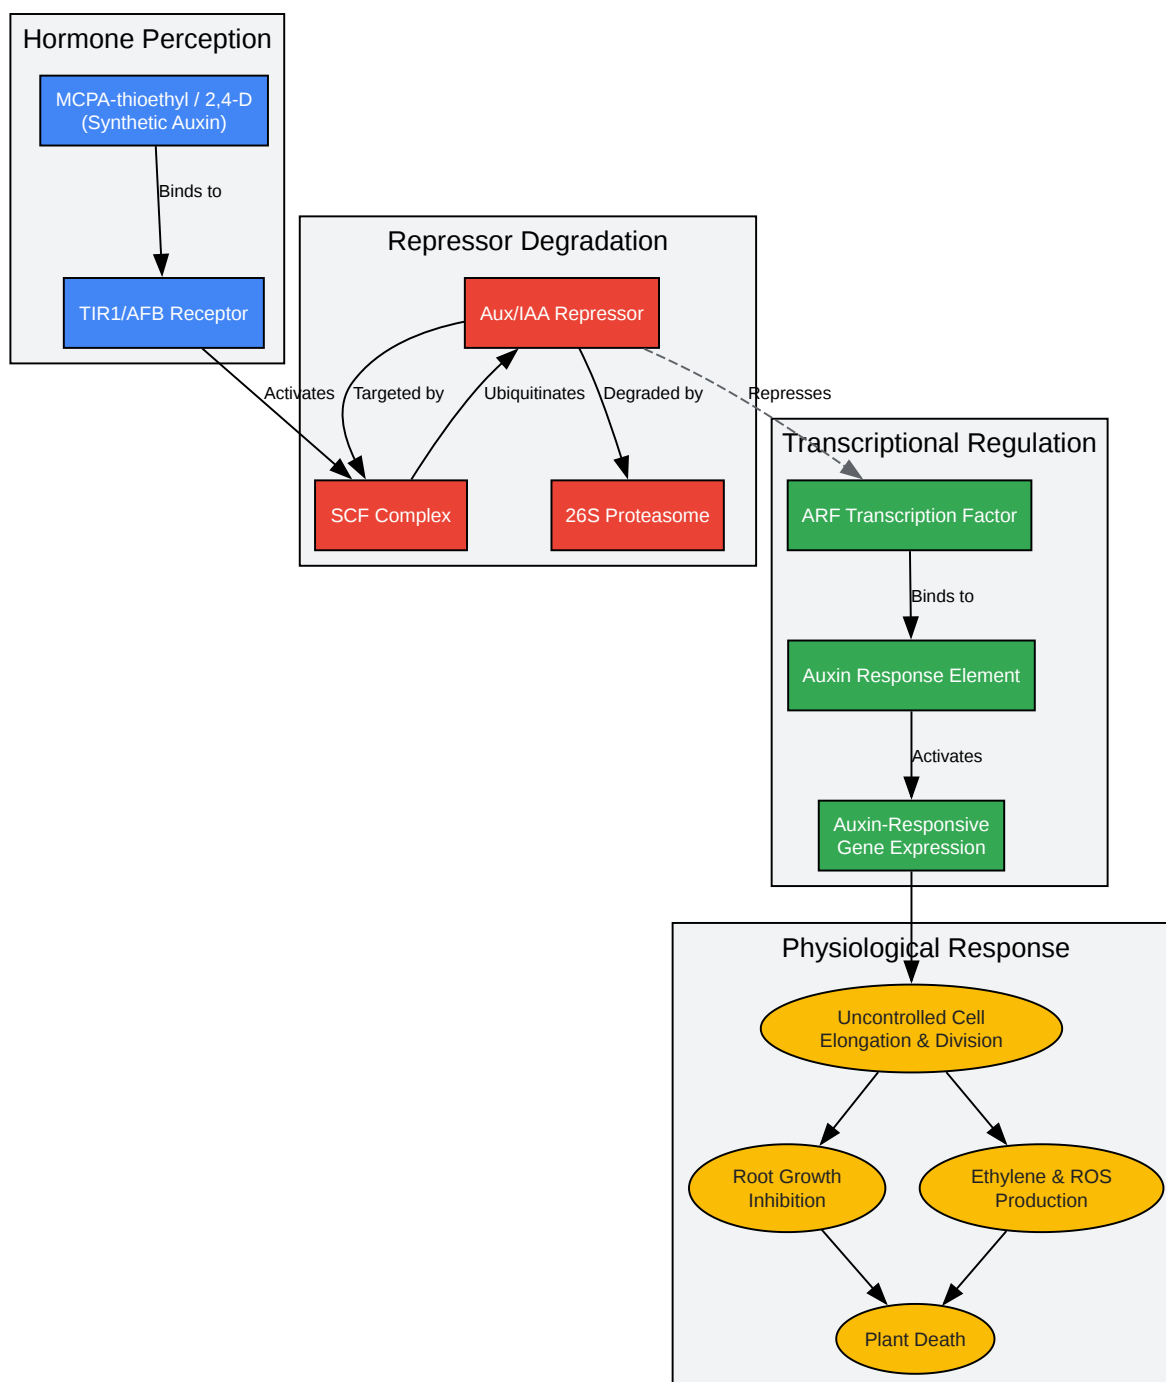 Hormone Perception
MCPA-thioethyl / 2,4-D
(Synthetic Auxin)
Binds to
TIR1/AFB Receptor
Repressor Degradation
Aux/IAA Repressor
Activates
Targeted by
Ubiquitinates
Degraded by
Represses
SCF Complex
26S Proteasome
Transcriptional Regulation
ARF Transcription Factor
Binds to
Auxin Response Element
Activates
Auxin-Responsive
Gene Expression
Physiological Response
Uncontrolled Cell
Elongation & Division
Root Growth
Inhibition
Ethylene & ROS
Production
Plant Death